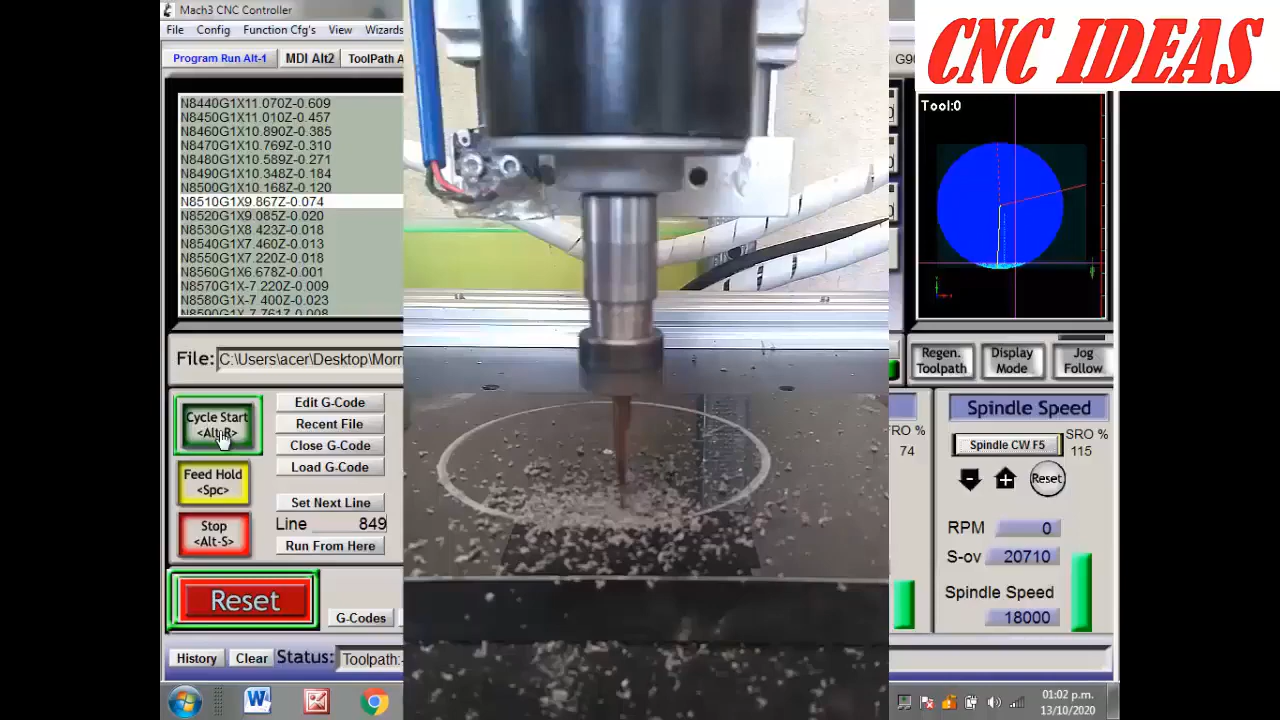 Mach3 CNC Controller
File Config Function Cfg's View Wizards
CNC IDEAS
Program Run Alt-1 MDI Alt2 ToolPath A
Tool:0
N8440G1X11.070Z-0.609
N8450G1X11.010Z-0.457
N8460G1X10.890Z-0.385
N8470G1X10.769Z-0.310
N8480G1X10.589Z-0.271
N8490G1X10.348Z-0.184
N8500G1X10.168Z-0.120
N8510G1X9.867Z-0.074
N8520G1X9.085Z-0.020
N8530G1X8.423Z-0.018
N8540G1X7.460Z-0.013
N8550G1X7.220Z-0.018
N8560G1X6.678Z-0.001
N8570G1X-7.220Z-0.009
N8580G1X-7.400Z-0.023
N8590G1X-7.761Z-0.098
File: C:\Users\acer\Desktop\Morr
Regen. Toolpath
Display Mode
Jog Follow
Cycle Start
<Alt-R>
Feed Hold
<Spc>
Stop
<Alt-S>
Reset
Edit G-Code
Recent File
Close G-Code
Load G-Code
Set Next Line
Line 849
Run From Here
G-Codes
RO %
74
Spindle Speed
Spindle CW F5
SRO %
115
Reset
RPM 0
S-ov 20710
Spindle Speed
18000
History Clear Status: Toolpath:
01:02 p.m.
13/10/2020